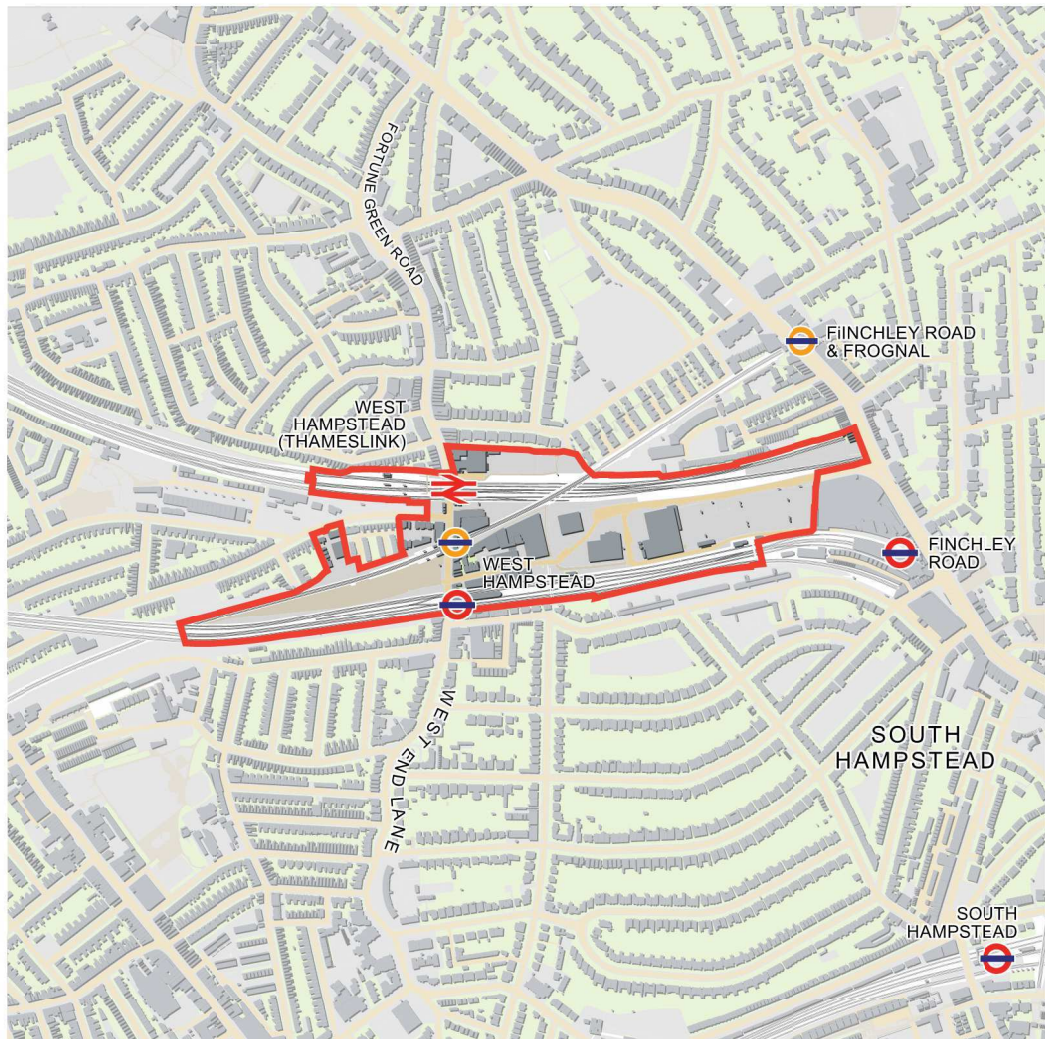 FORTUNE GREEN ROAD
FIINCHLEY ROAD
& FROGNAL
WEST
HAMPSTEAD
(THAMESLINK)
WEST
HAMPSTEAD
FINCHLEY
ROAD
WEST END LANE
SOUTH
HAMPSTEAD
SOUTH
HAMPSTEAD